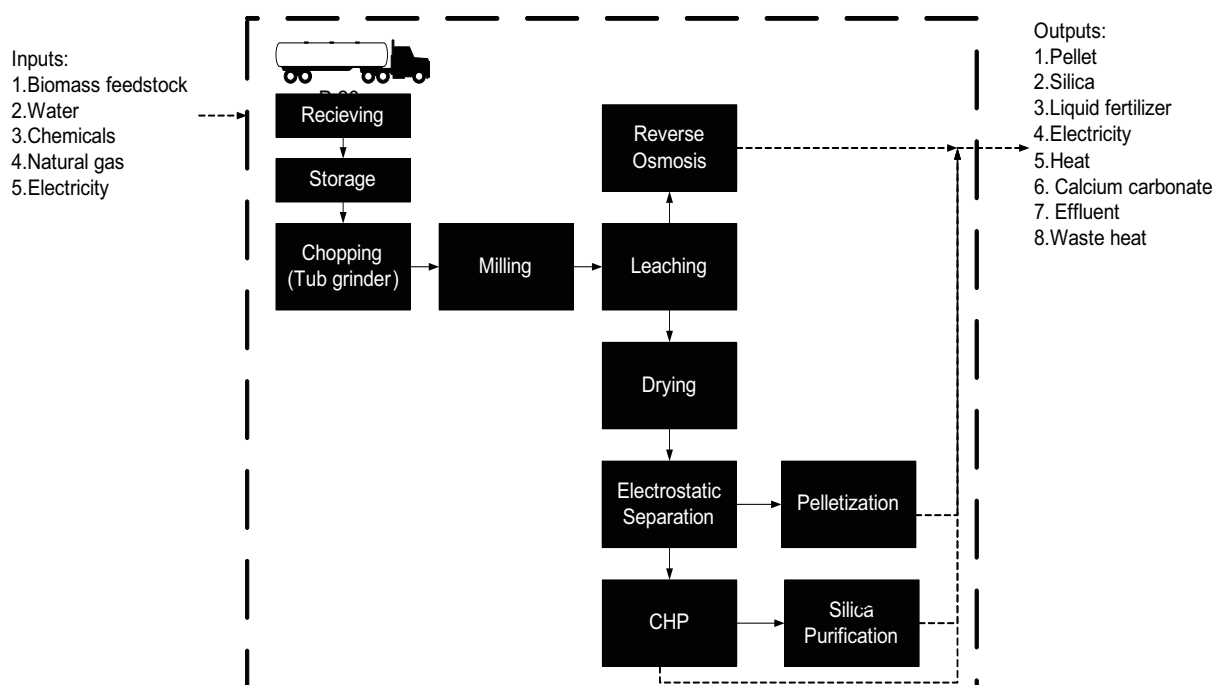 Inputs:
1.Biomass feedstock
2.Water
3.Chemicals
4.Natural gas
5.Electricity
Recieving
Storage
Chopping
(Tub grinder)
Milling
Reverse
Osmosis
Leaching
Drying
Electrostatic
Separation
Pelletization
CHP
Silica
Purification
Outputs:
1.Pellet
2.Silica
3.Liquid fertilizer
4.Electricity
5.Heat
6. Calcium carbonate
7. Effluent
8.Waste heat